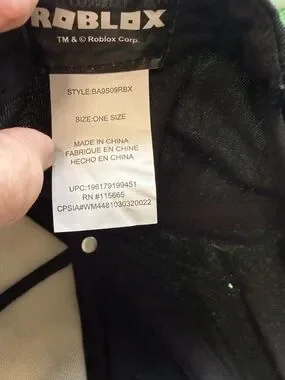 ROBLOX
TM & © Roblox Corp.
STYLE:BA9S09RBX
SIZE:ONE SIZE
MADE IN CHINA
FABRIQUE EN CHINE
HECHO EN CHINA
UPC:196179199451
RN #115665
CPSIA#WM4481030320022